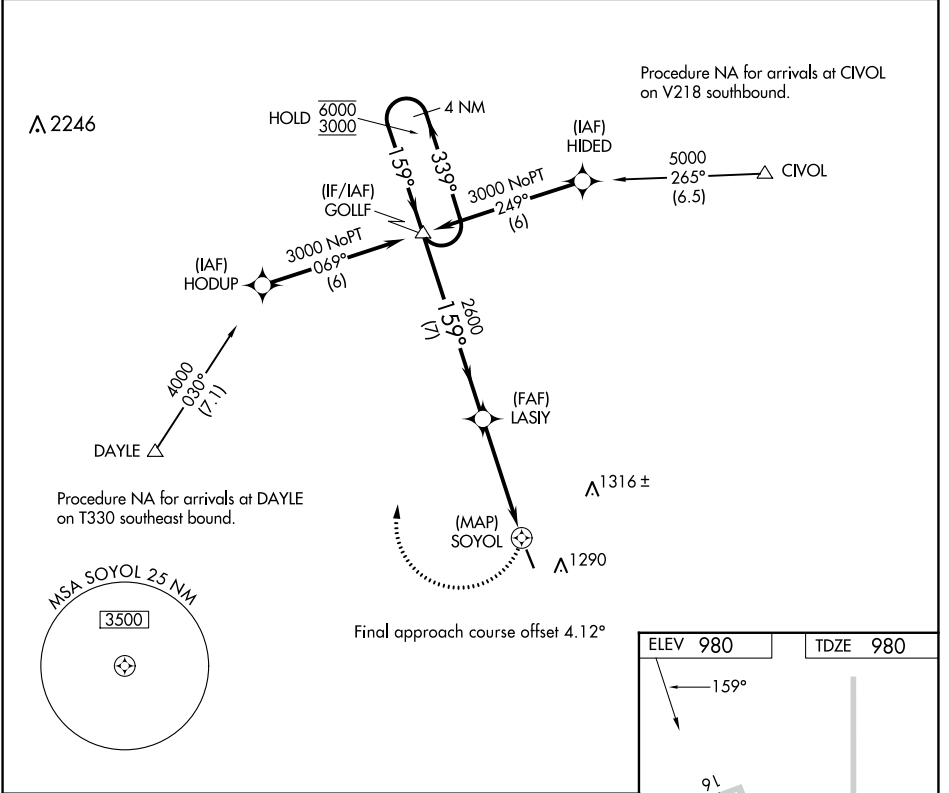 Procedure NA for arrivals at CIVOL
on V218 southbound.
2246
HOLD 6000
3000
4 NM
159°
339°
(IAF)
HIDED
5000
265°
(6.5)
CIVOL
3000 NoPT
249°
(6)
(IF/IAF)
GOLLF
3000 NoPT
069°
(6)
(IAF)
HODUP
2600
159°
(7)
4000
030°
(7.1)
DAYLE
(FAF)
LASIY
Procedure NA for arrivals at DAYLE
on T330 southeast bound.
1316 ±
(MAP)
SOYOL
1290
MSA SOYOL 25 NM
3500
Final approach course offset 4.12°
ELEV 980
TDZE 980
159°
16